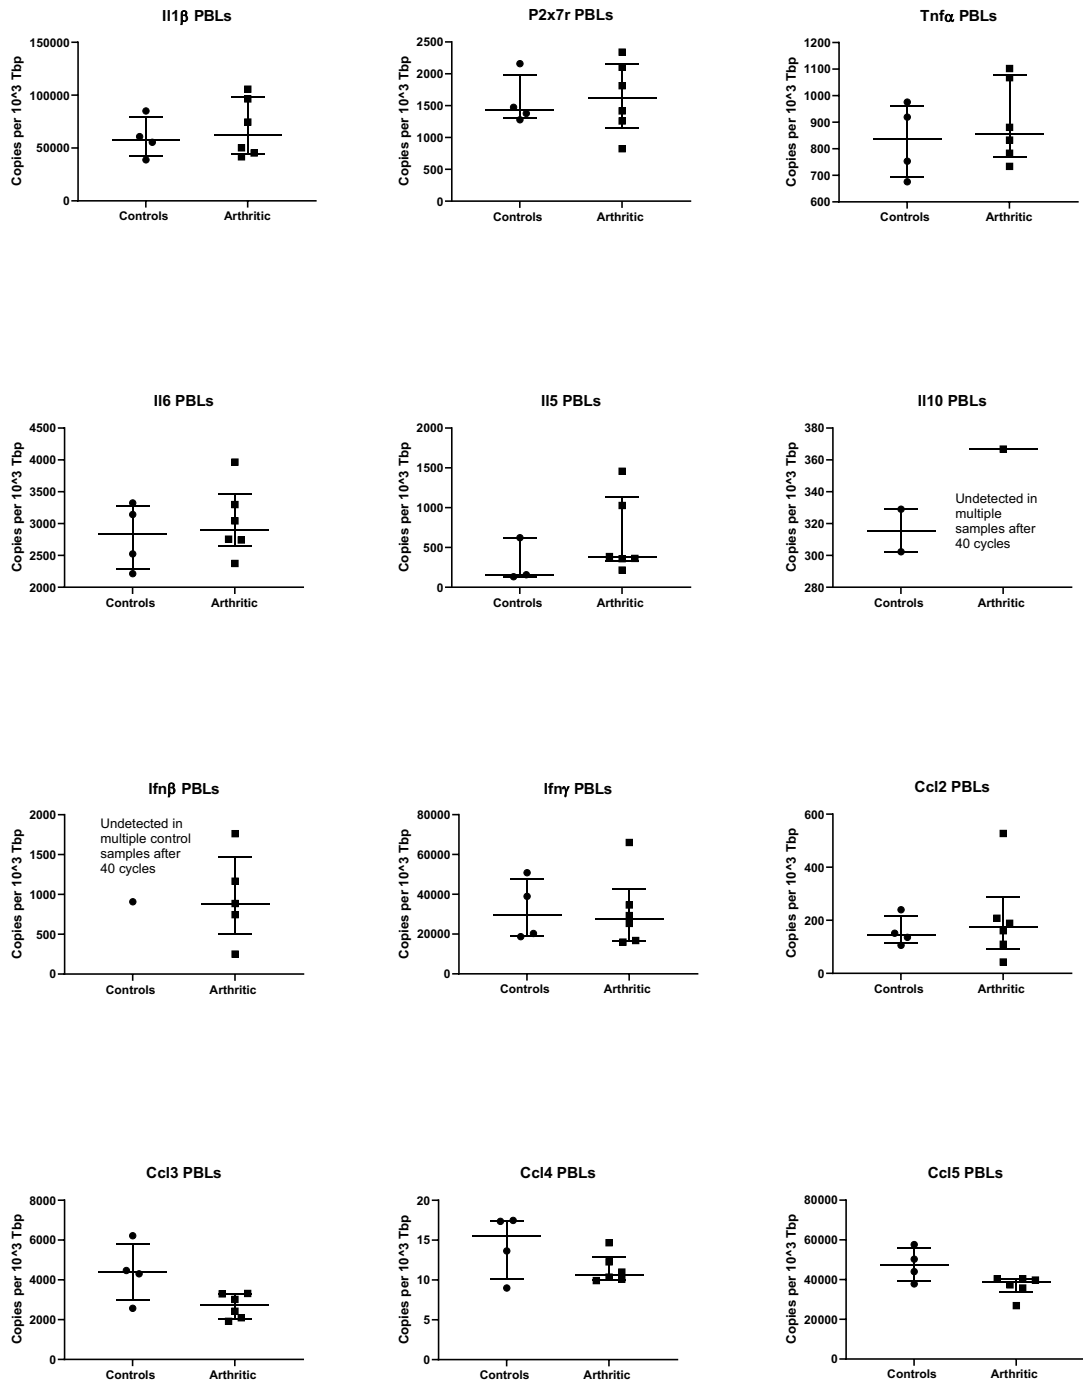 Il1β PBLs
Copies per 10^3 Tbp
150000
100000
50000
0
Controls
Arthritic
P2x7r PBLs
Copies per 10^3 Tbp
2500
2000
1500
1000
500
0
Controls
Arthritic
Tnfα PBLs
Copies per 10^3 Tbp
1200
1100
1000
900
800
700
600
Controls
Arthritic
Il6 PBLs
Copies per 10^3 Tbp
4500
4000
3500
3000
2500
2000
Controls
Arthritic
Il5 PBLs
Copies per 10^3 Tbp
2000
1500
1000
500
0
Controls
Arthritic
Il10 PBLs
Copies per 10^3 Tbp
380
360
340
320
300
280
Undetected in
multiple
samples after
40 cycles
Controls
Arthritic
Ifnβ PBLs
Copies per 10^3 Tbp
2000
1500
1000
500
0
Undetected in
multiple control
samples after
40 cycles
Controls
Arthritic
Ifnγ PBLs
Copies per 10^3 Tbp
80000
60000
40000
20000
0
Controls
Arthritic
Ccl2 PBLs
Copies per 10^3 Tbp
600
400
200
0
Controls
Arthritic
Ccl3 PBLs
Copies per 10^3 Tbp
8000
6000
4000
2000
0
Controls
Arthritic
Ccl4 PBLs
Copies per 10^3 Tbp
20
15
10
5
0
Controls
Arthritic
Ccl5 PBLs
Copies per 10^3 Tbp
80000
60000
40000
20000
0
Controls
Arthritic